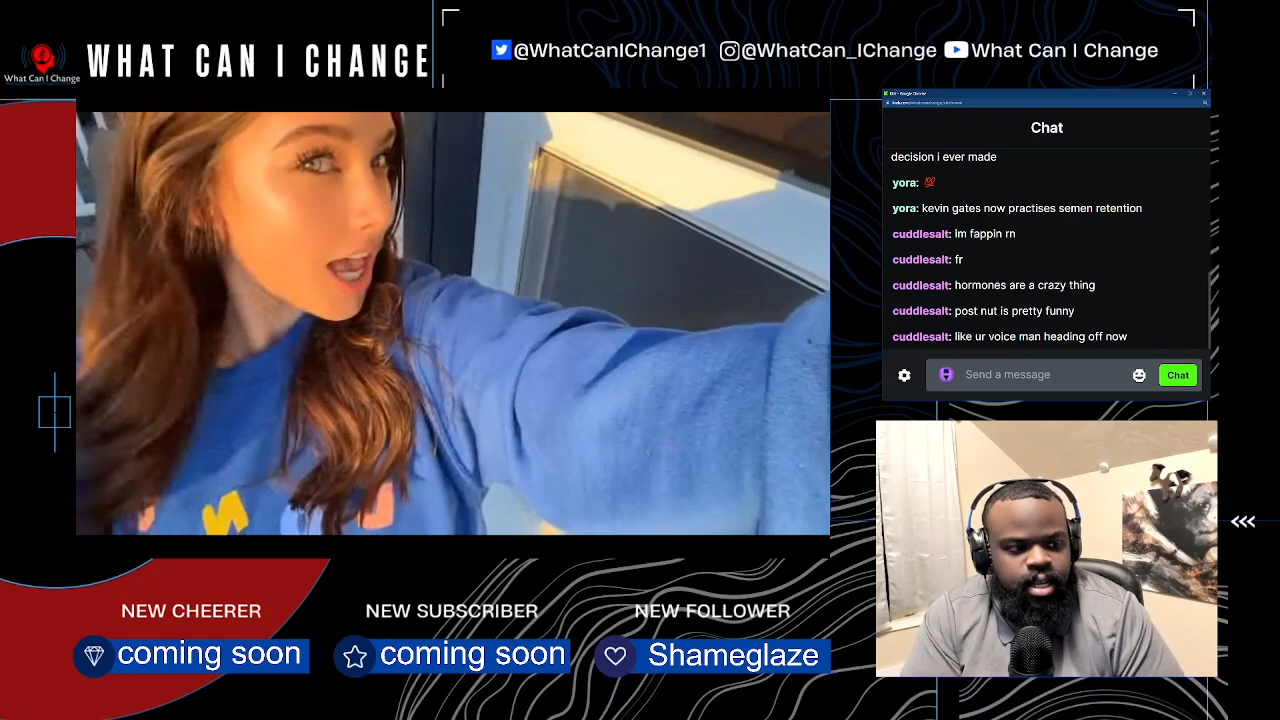 What Can I Change
WHAT CAN I CHANGE
@WhatCanIChange1
@WhatCan_IChange
What Can I Change
Chat
decision i ever made
yora: 💯
yora: kevin gates now practises semen retention
cuddlesalt: im fappin rn
cuddlesalt: fr
cuddlesalt: hormones are a crazy thing
cuddlesalt: post nut is pretty funny
cuddlesalt: like ur voice man heading off now
Send a message
Chat
NEW CHEERER
NEW SUBSCRIBER
NEW FOLLOWER
coming soon
coming soon
Shameglaze